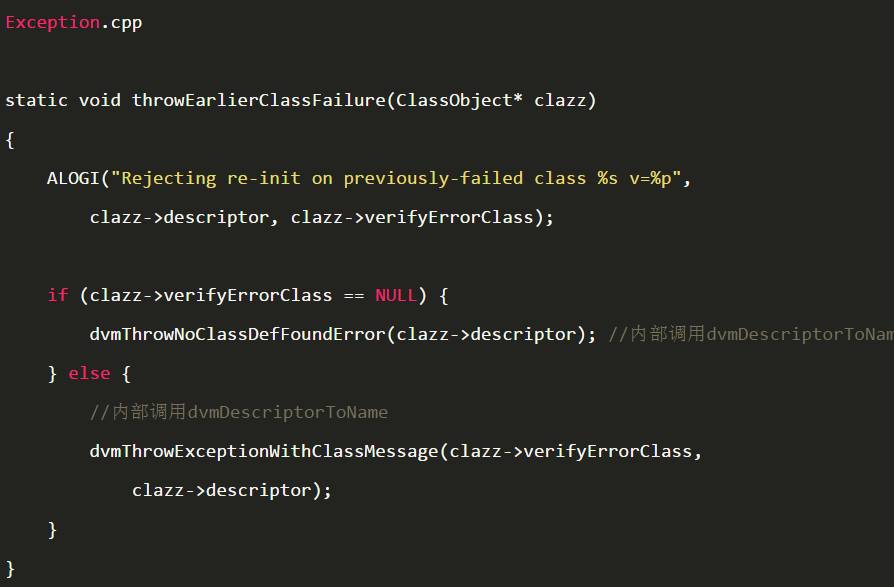 Exception.cpp
static void throwEarlierClassFailure(ClassObject* clazz)
{
ALOGI("Rejecting re-init on previously-failed class %s v=%p",
clazz->descriptor, clazz->verifyErrorClass);
if (clazz->verifyErrorClass == NULL) {
dvmThrowNoClassDefFoundError(clazz->descriptor); //内部调用dvmDescriptorToNam
} else {
//内部调用dvmDescriptorToName
dvmThrowExceptionWithClassMessage(clazz->verifyErrorClass,
clazz->descriptor);
}
}